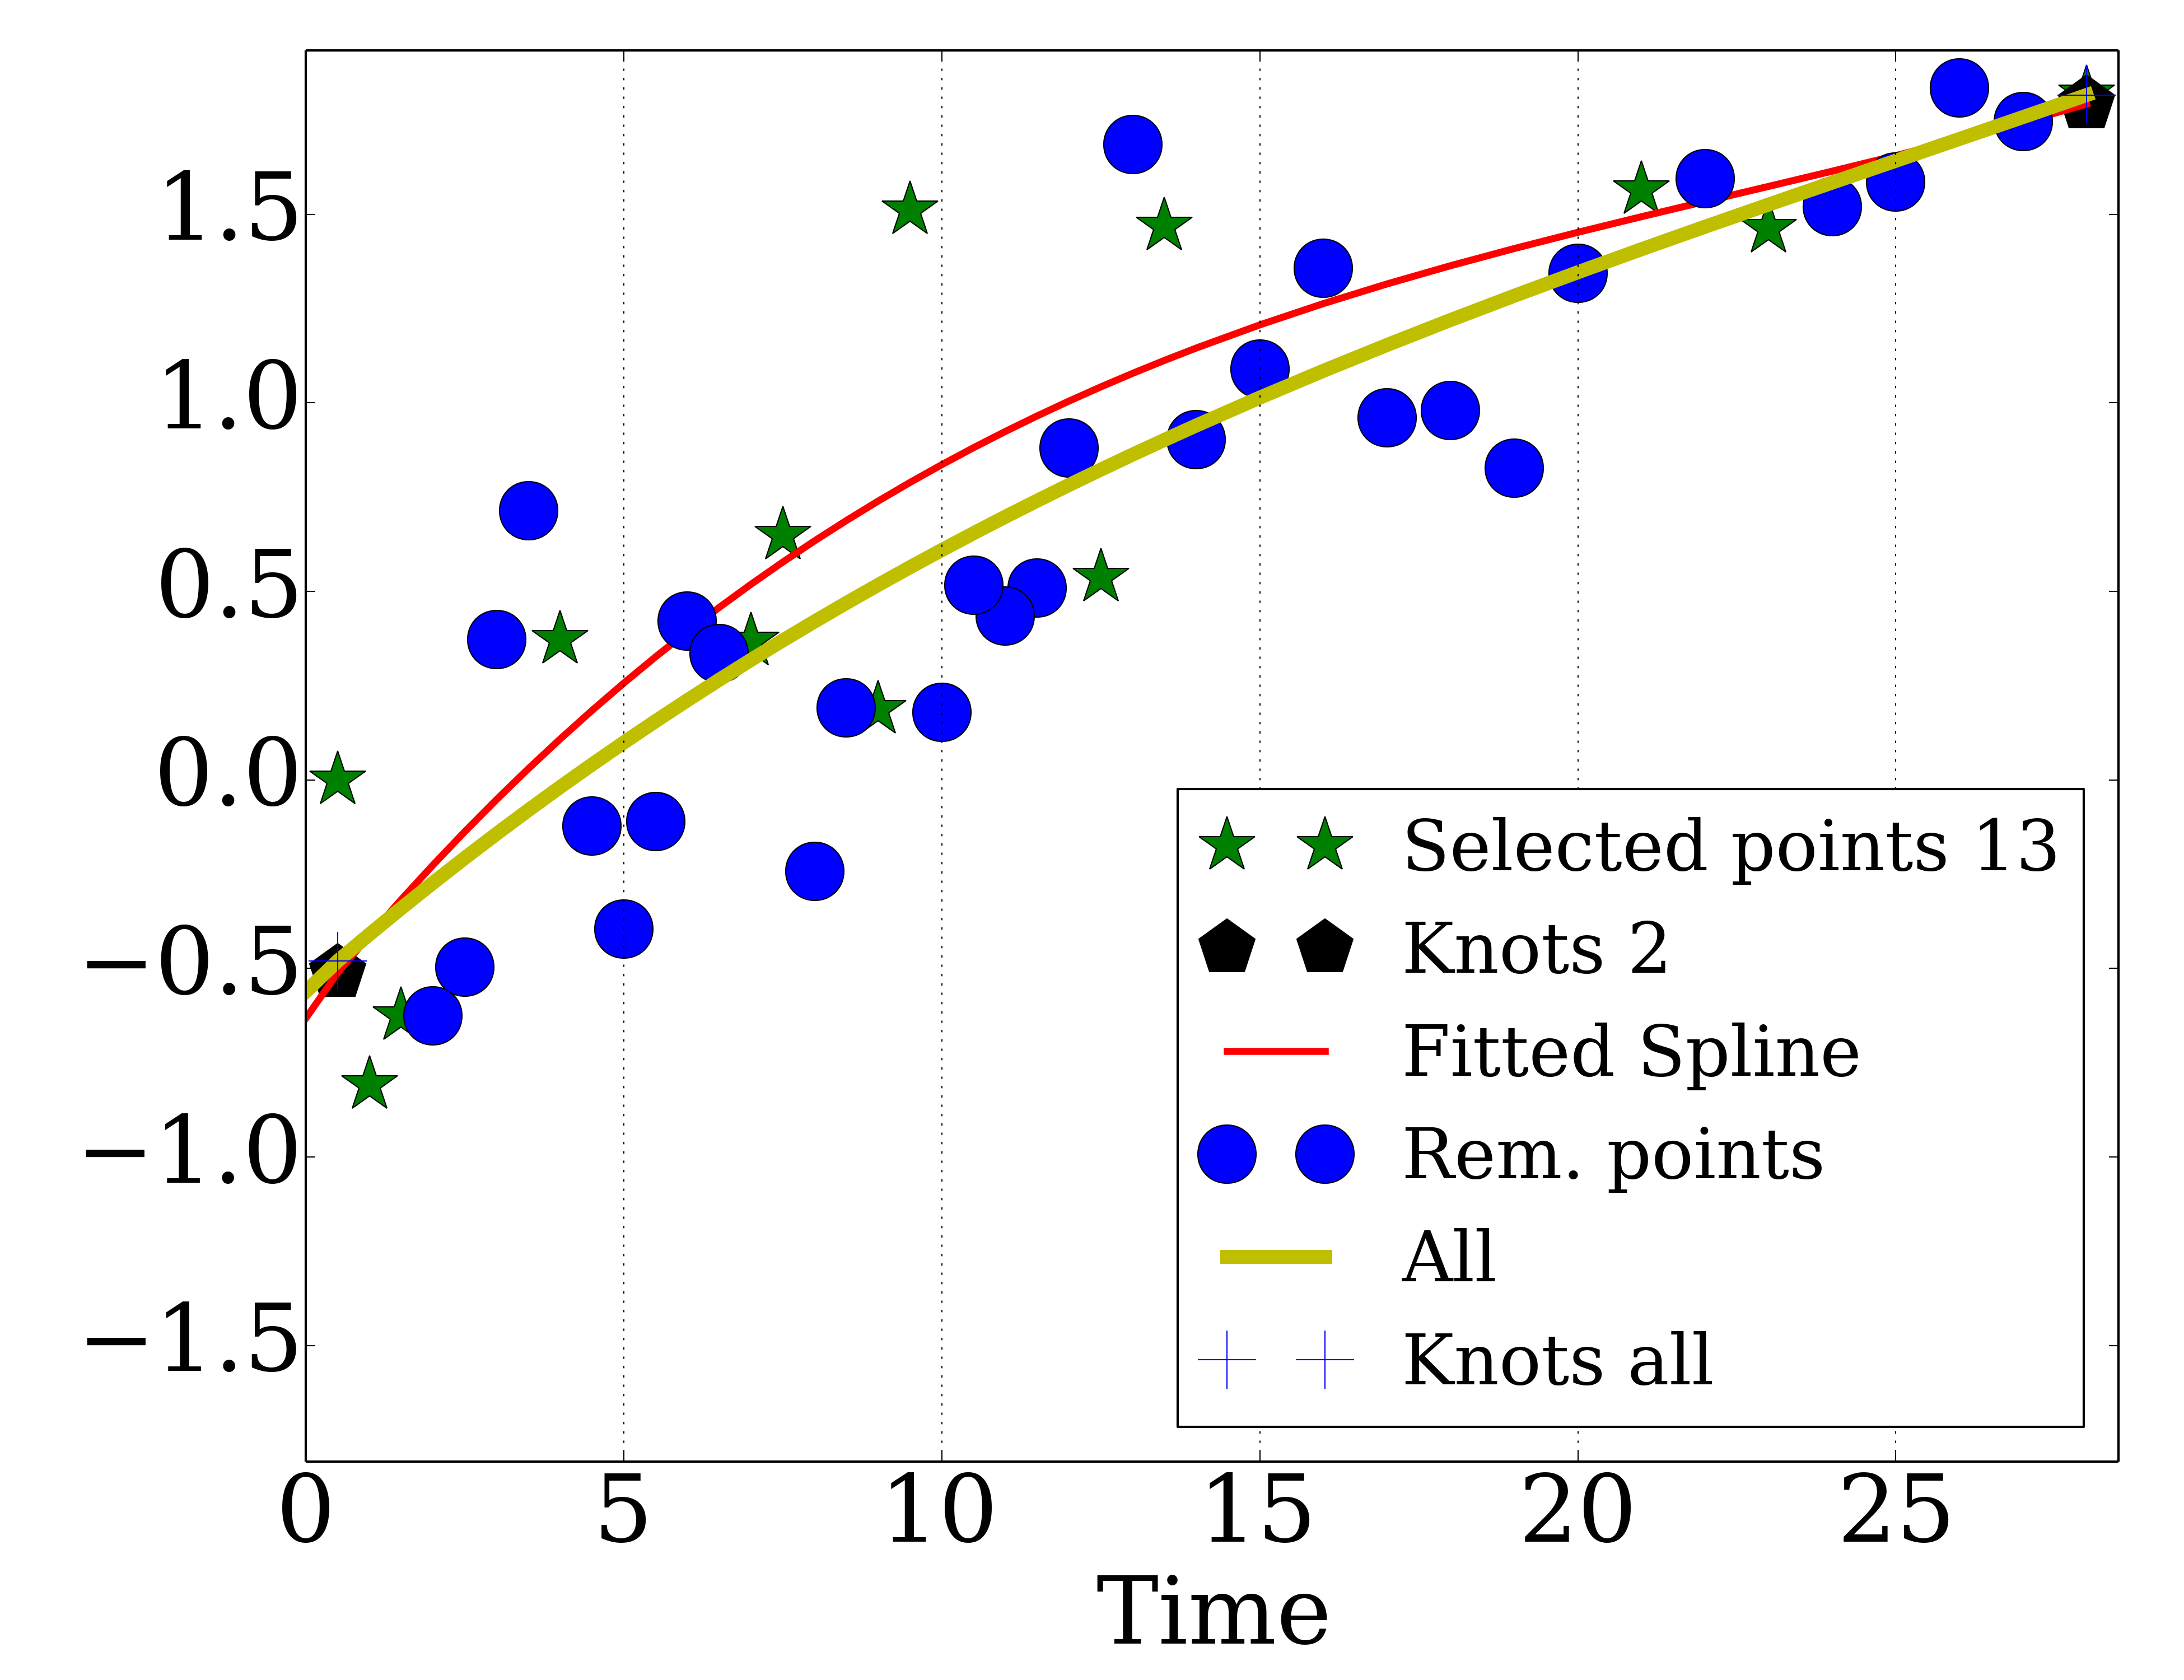 1.5
1.0
0.5
0.0
−0.5
−1.0
−1.5
0 5 10 15 20 25
Time
Selected points 13
Knots 2
Fitted Spline
Rem. points
All
Knots all